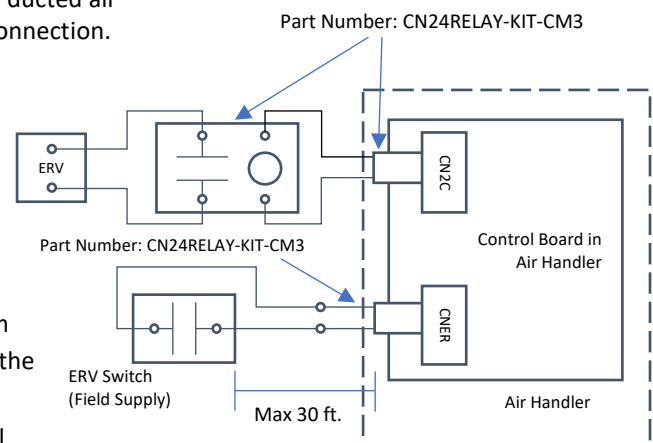 ducted air
onnection.
Part Number: CN24RELAY-KIT-CM3
ERV
CN2C
Control Board in
Air Handler
Part Number: CN24RELAY-KIT-CM3
CNER
the
ERV Switch
(Field Supply)
Max 30 ft.
Air Handler